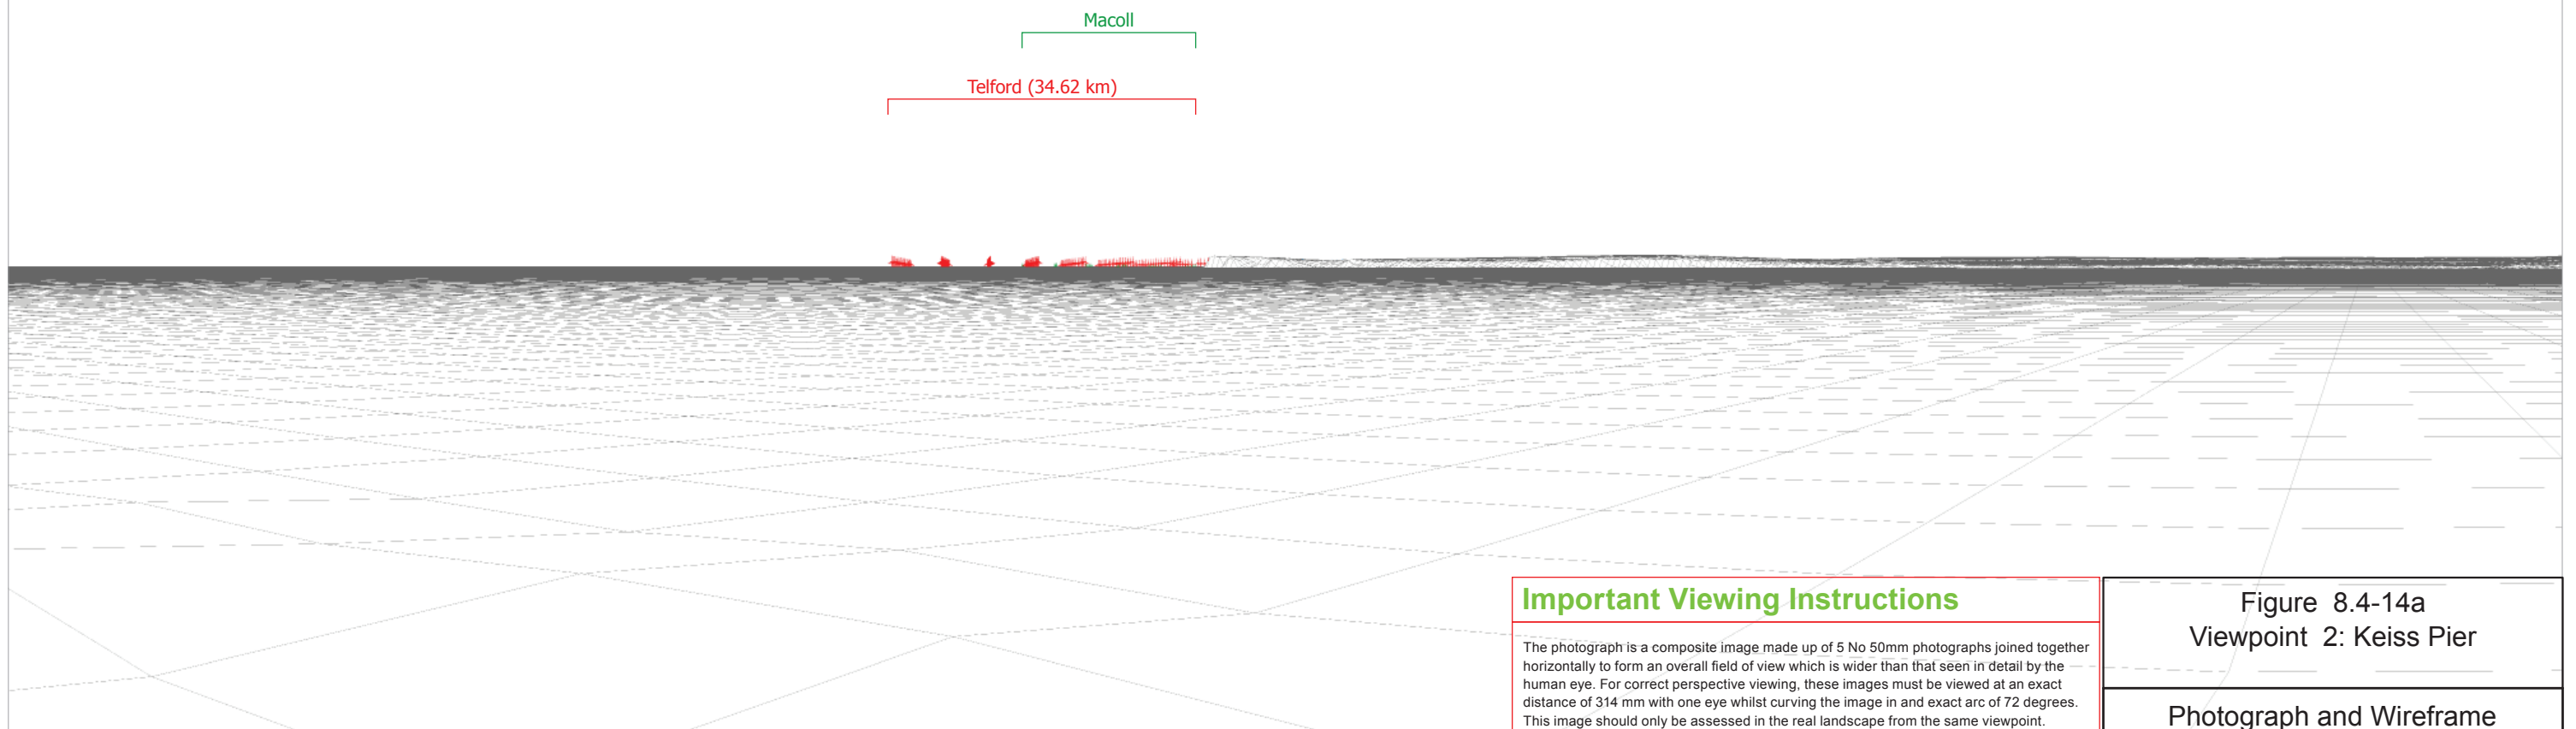 Macoll
Telford (34.62 km)
Important Viewing Instructions
The photograph is a composite image made up of 5 No 50mm photographs joined together
horizontally to form an overall field of view which is wider than that seen in detail by the
human eye. For correct perspective viewing, these images must be viewed at an exact
distance of 314 mm with one eye whilst curving the image in and exact arc of 72 degrees.
This image should only be assessed in the real landscape from the same viewpoint.
Figure 8.4-14a
Viewpoint 2: Keiss Pier
Photograph and Wireframe